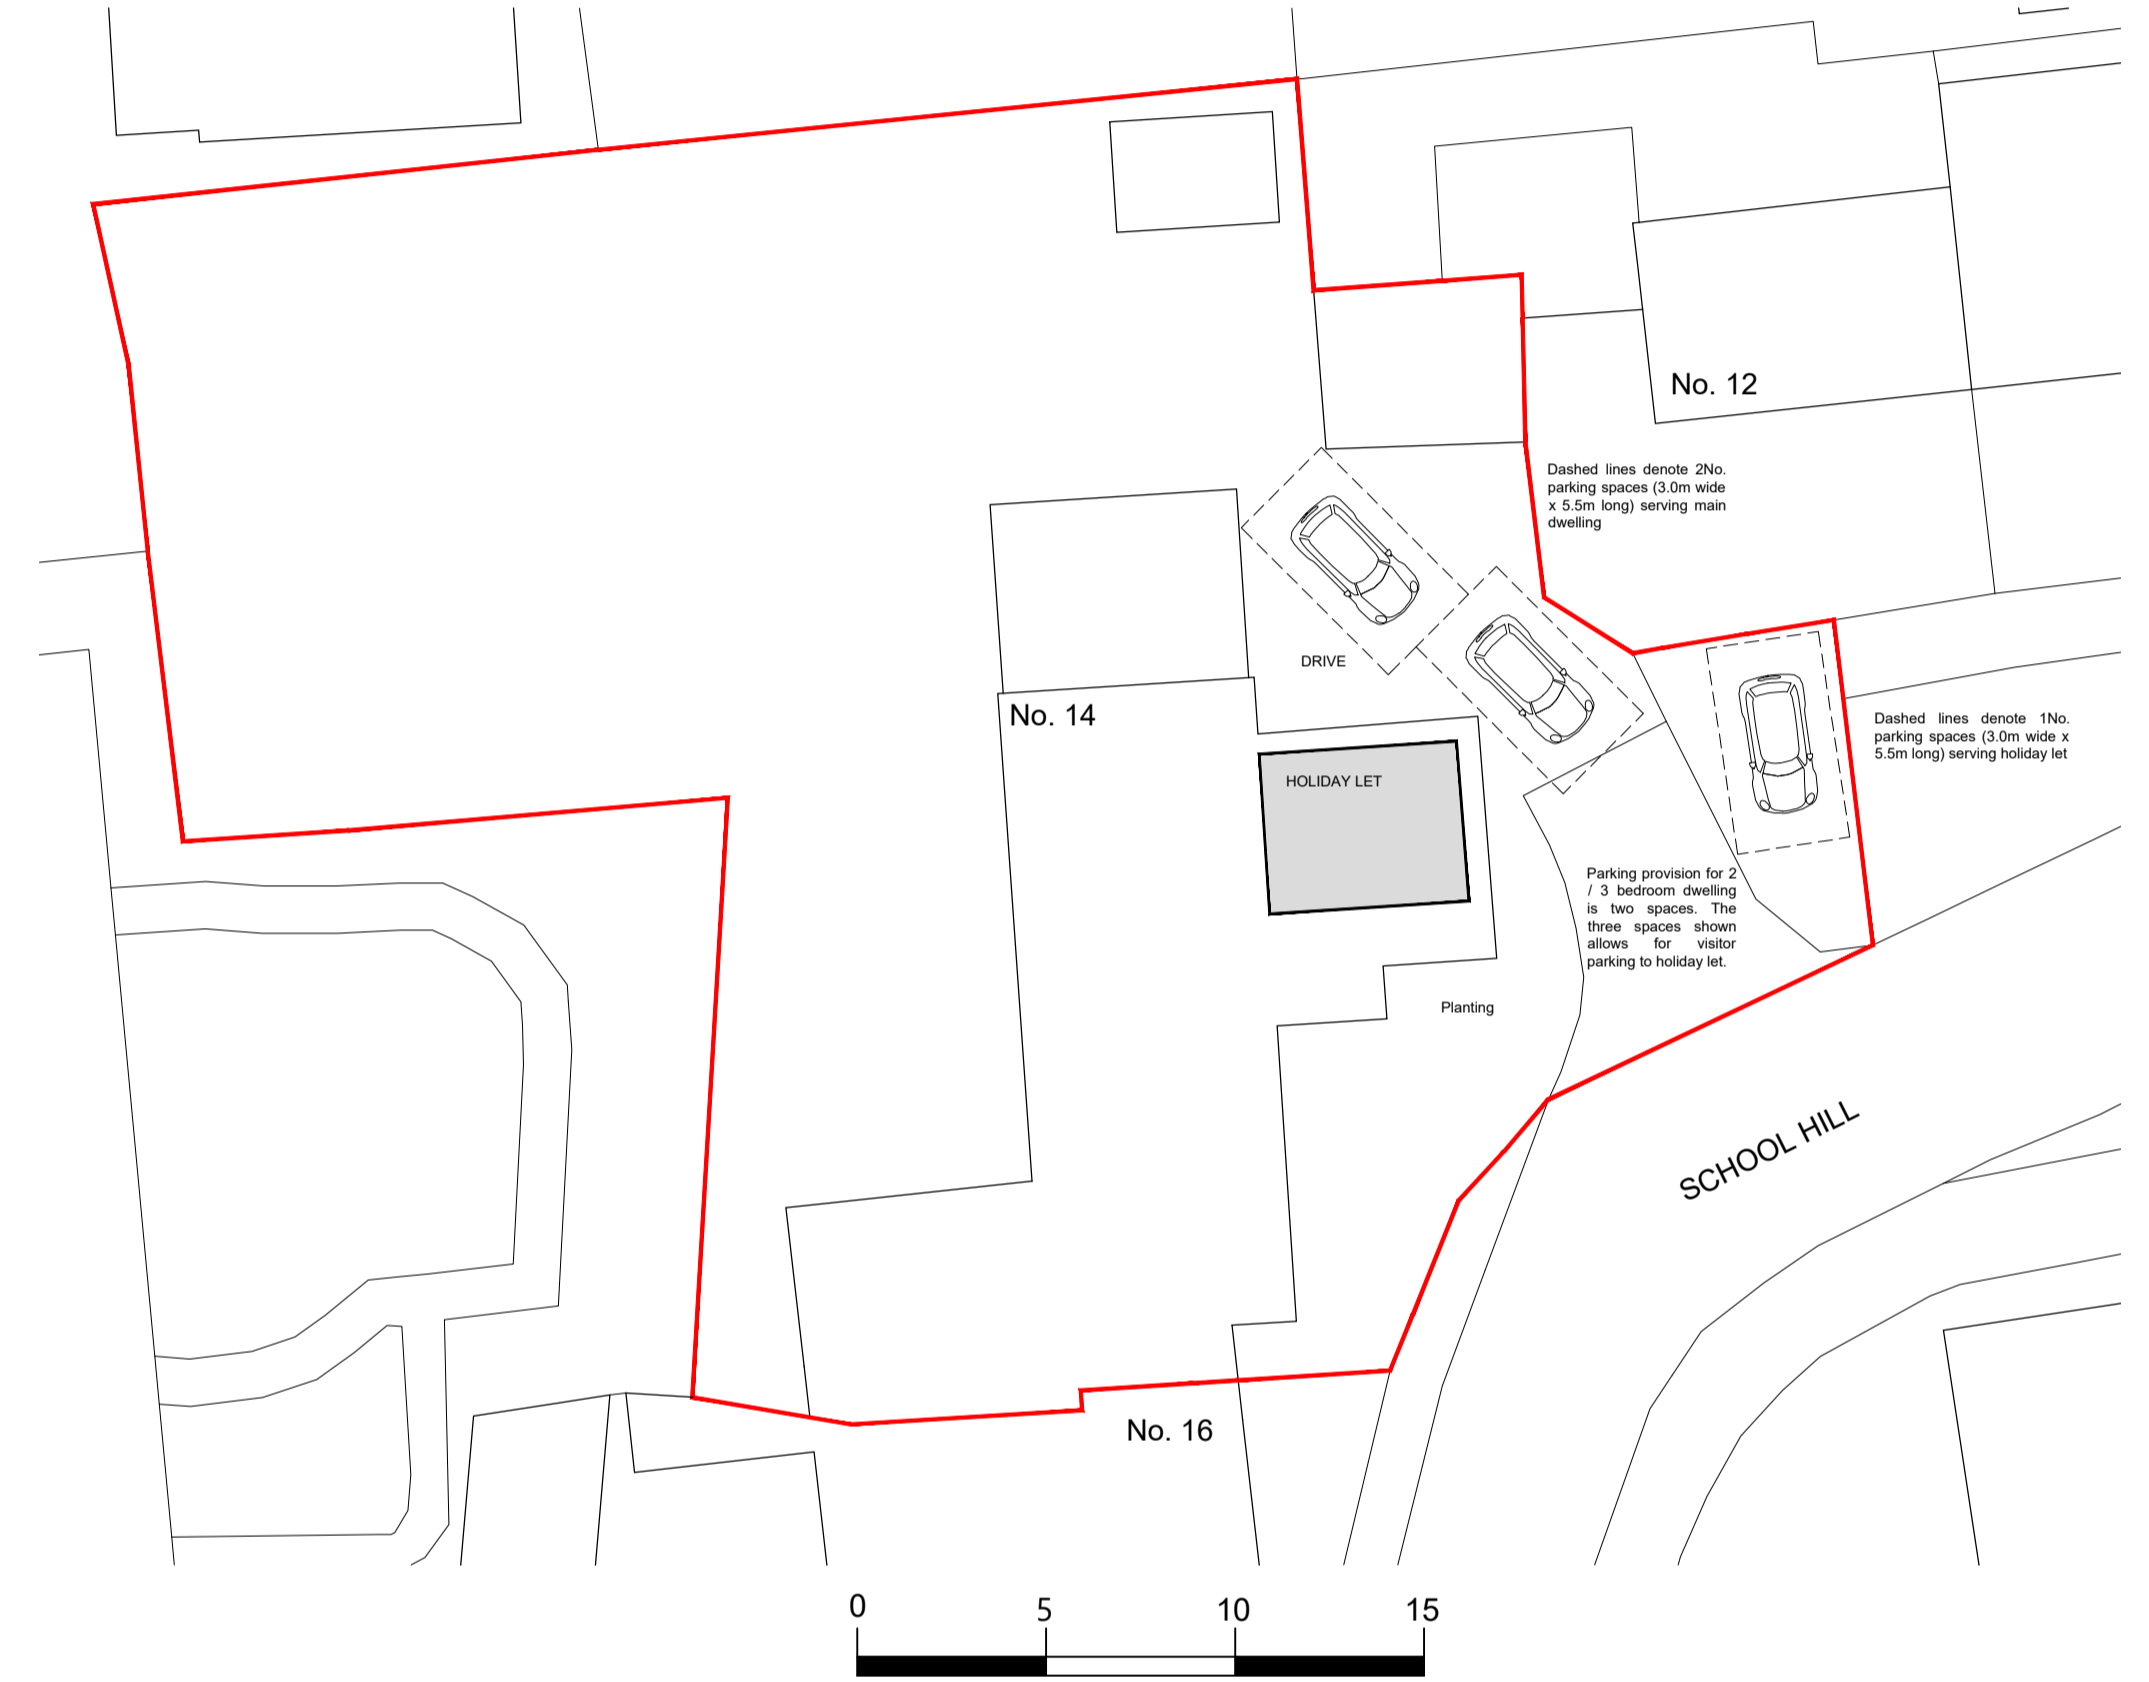 No. 12
Dashed lines denote 2No.
parking spaces (3.0m wide
x 5.5m long) serving main
dwelling
DRIVE
No. 14
Dashed lines denote 1No.
parking spaces (3.0m wide x
5.5m long) serving holiday let
HOLIDAY LET
Parking provision for 2
/ 3 bedroom dwelling
is two spaces. The
three spaces shown
allows for visitor
parking to holiday let.
Planting
SCHOOL HILL
No. 16
0 5 10 15